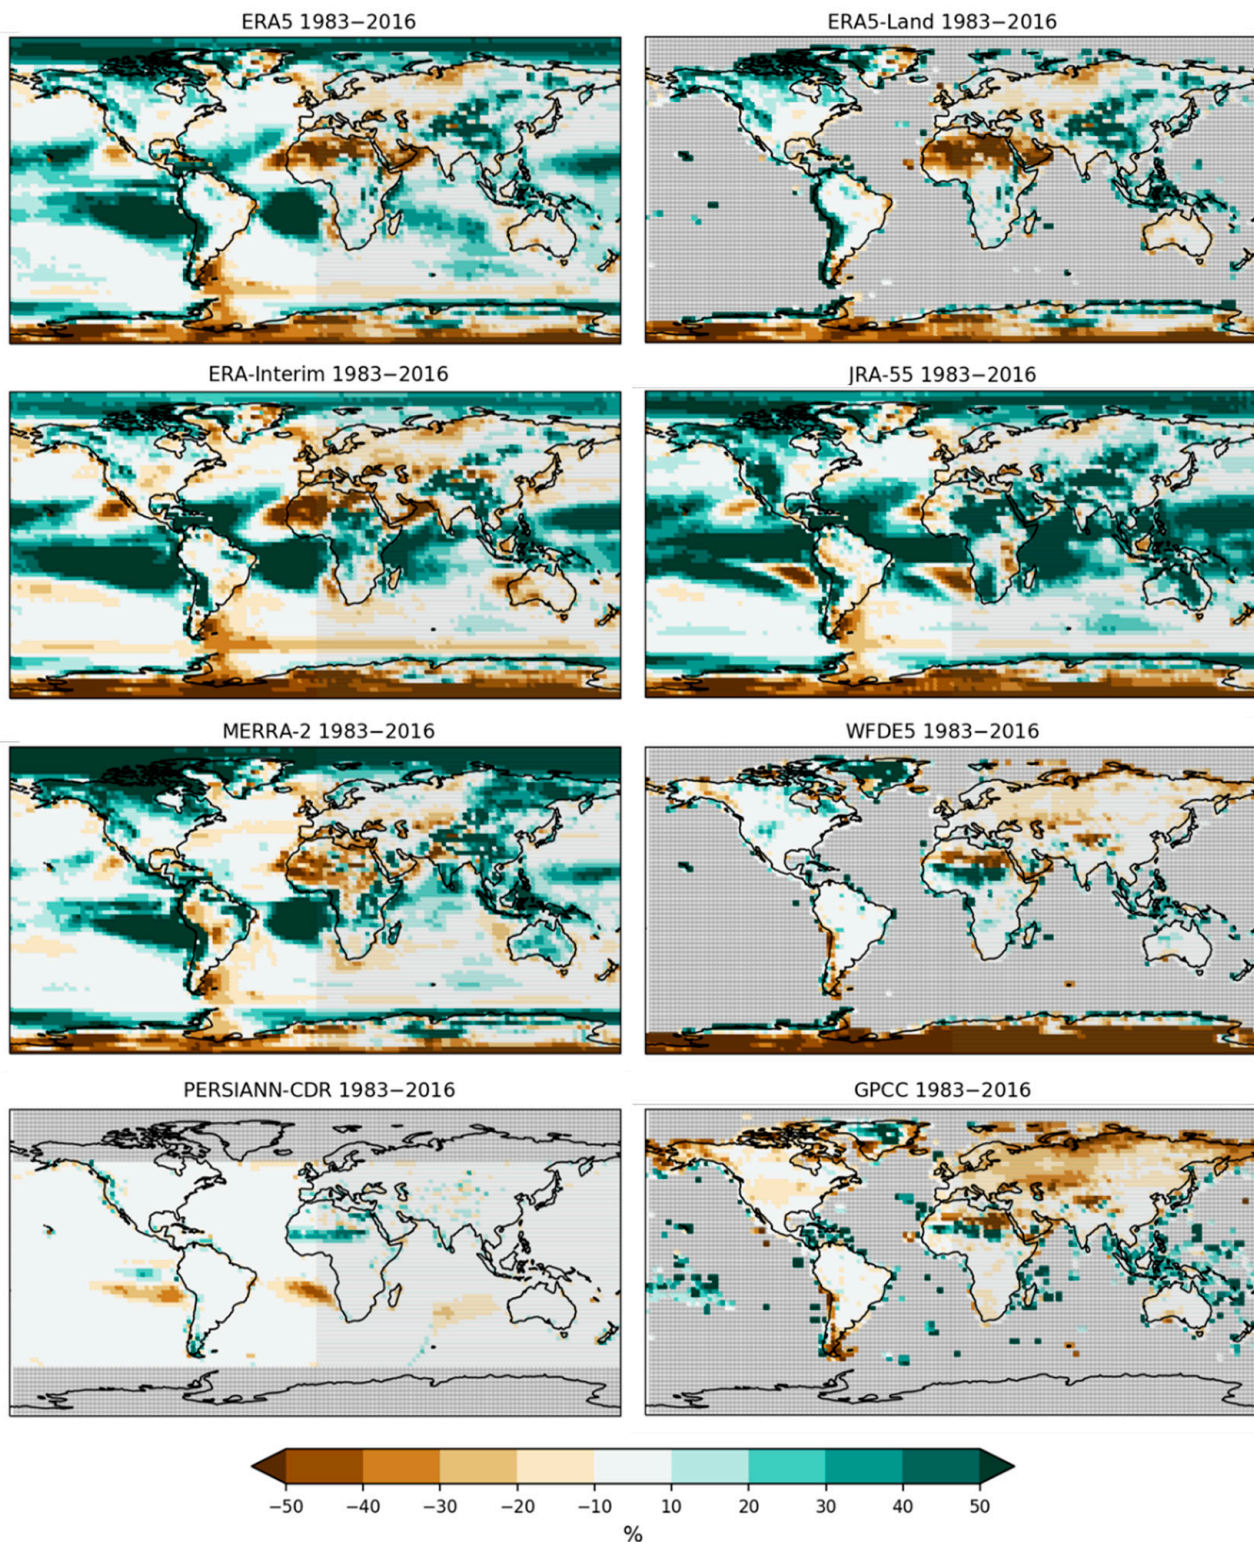 ERA5 1983−2016
ERA5-Land 1983−2016
ERA-Interim 1983−2016
JRA-55 1983−2016
MERRA-2 1983−2016
WFDE5 1983−2016
PERSIANN-CDR 1983−2016
GPCC 1983−2016
−50 −40 −30 −20 −10 10 20 30 40 50
%